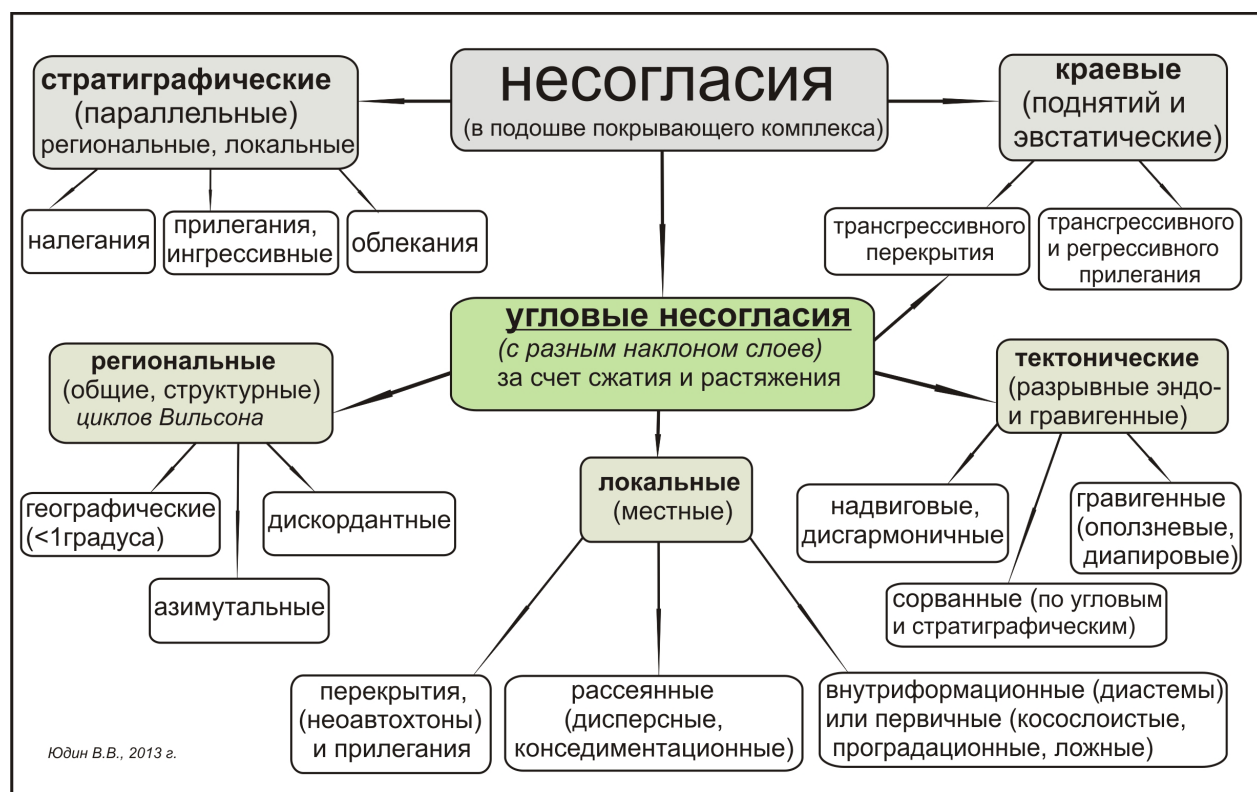 несогласия
(в подошве покрывающего комплекса)
стратиграфические
(параллельные)
региональные, локальные
краевые
(поднятий и
эвстатические)
налегания
прилегания,
ингрессивные
облекания
трансгрессивного
перекрытия
трансгрессивного
и регрессивного
прилегания
угловые несогласия
(с разным наклоном слоев)
за счет сжатия и растяжения
региональные
(общие, структурные)
циклов Вильсона
тектонические
(разрывные эндо-
и гравигенные)
географические
(<1градуса)
дискордантные
азимутальные
локальные
(местные)
надвиговые,
дисгармоничные
гравигенные
(оползневые,
диапировые)
сорванные (по угловым
и стратиграфическим)
перекрытия,
(неоавтохтоны)
и прилегания
рассеянные
(дисперсные,
конседиментационные)
внутриформационные (диастемы)
или первичные (косослоистые,
проградационные, ложные)
Юдин В.В., 2013 г.